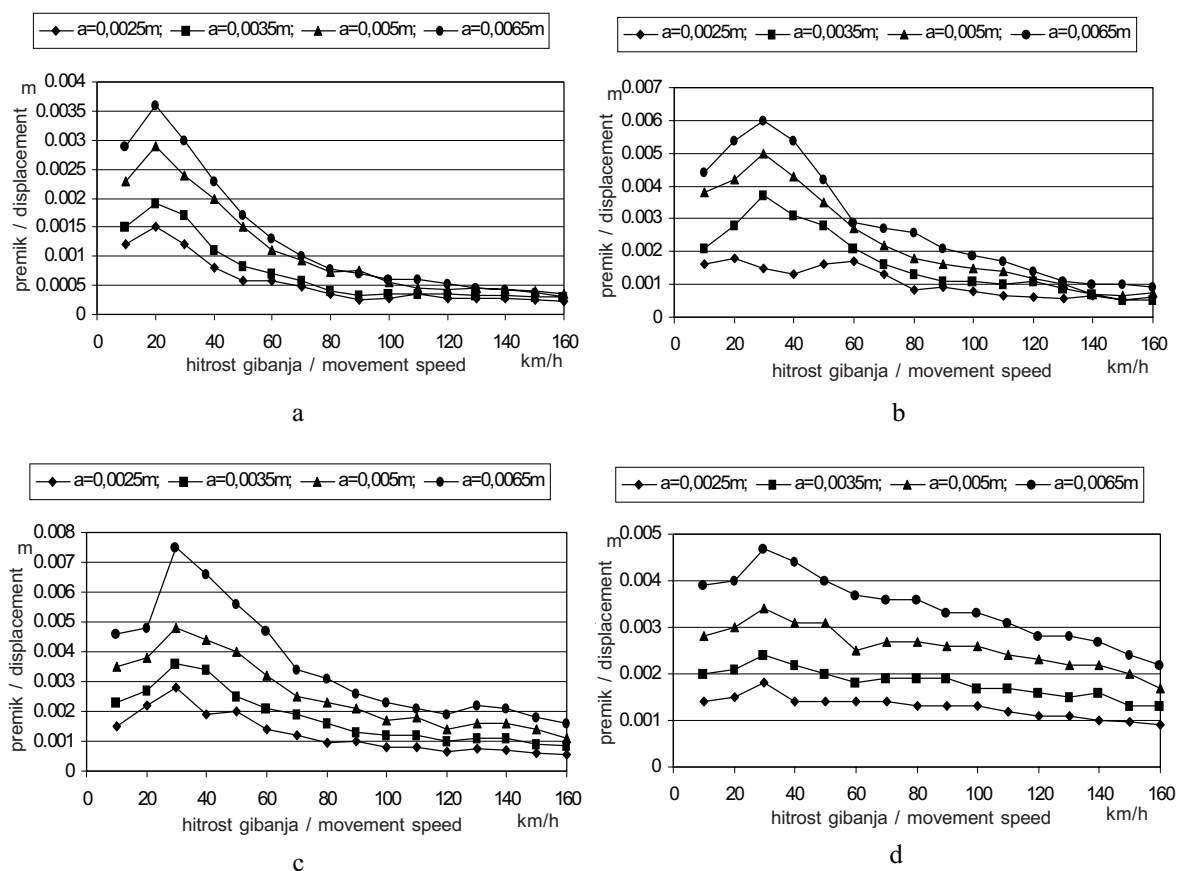 a=0,0025m; a=0,0035m; a=0,005m; a=0,0065m
0.004
m
0.0035
0.003
0.0025
0.002
0.0015
0.001
0.0005
0
premik / displacement
0 20 40 60 80 100 120 140 160
hitrost gibanja / movement speed
km/h
a
a=0,0025m; a=0,0035m; a=0,005m; a=0,0065m
0.007
m
0.006
0.005
0.004
0.003
0.002
0.001
0
premik / displacement
0 20 40 60 80 100 120 140 160
hitrost gibanja / movement speed
km/h
b
a=0,0025m; a=0,0035m; a=0,005m; a=0,0065m
0.008
m
0.007
0.006
0.005
0.004
0.003
0.002
0.001
0
premik / displacement
0 20 40 60 80 100 120 140 160
hitrost gibanja / movement speed
km/h
c
a=0,0025m; a=0,0035m; a=0,005m; a=0,0065m
0.005
m
0.004
0.003
0.002
0.001
0
premik / displacement
0 20 40 60 80 100 120 140 160
hitrost gibanja / movement speed
km/h
d